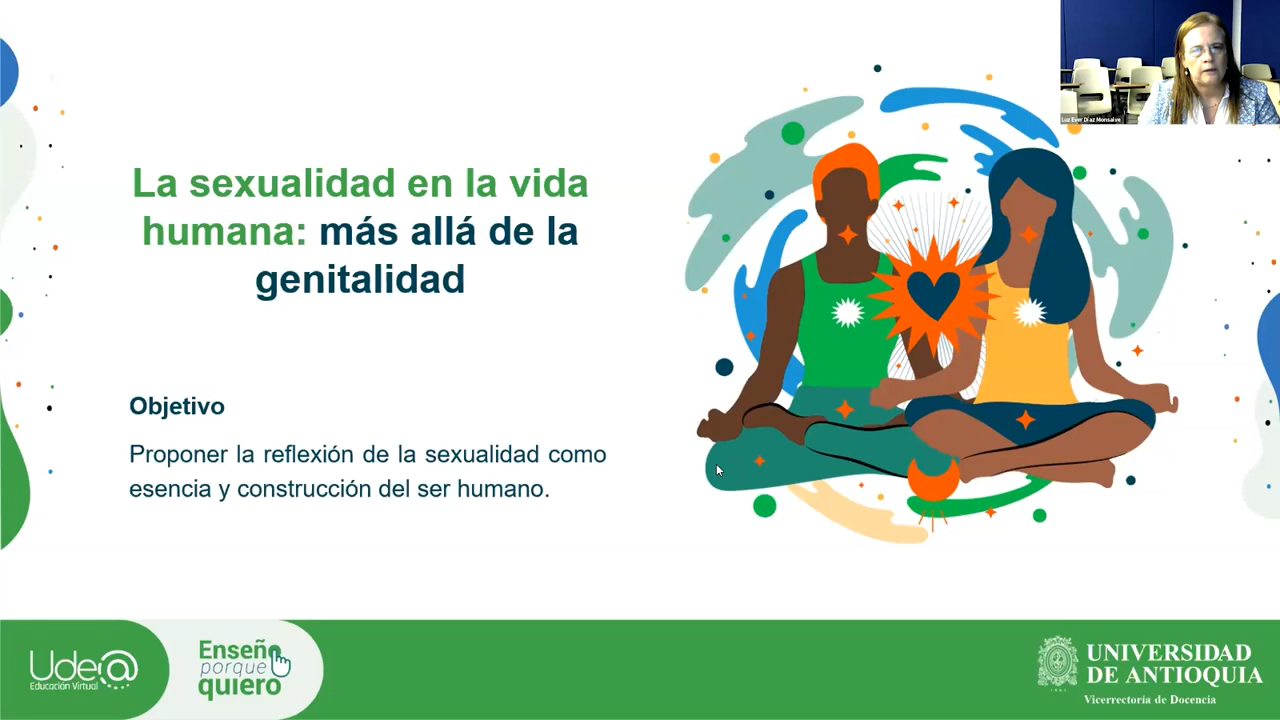 Luz Ever Díaz Monsalve
La sexualidad en la vida
humana: más allá de la
genitalidad
Objetivo
Proponer la reflexión de la sexualidad como
esencia y construcción del ser humano.
Ude@
Educación Virtual
Enseño
porque
quiero
UNIVERSIDAD
DE ANTIOQUIA
Vicerrectoría de Docencia